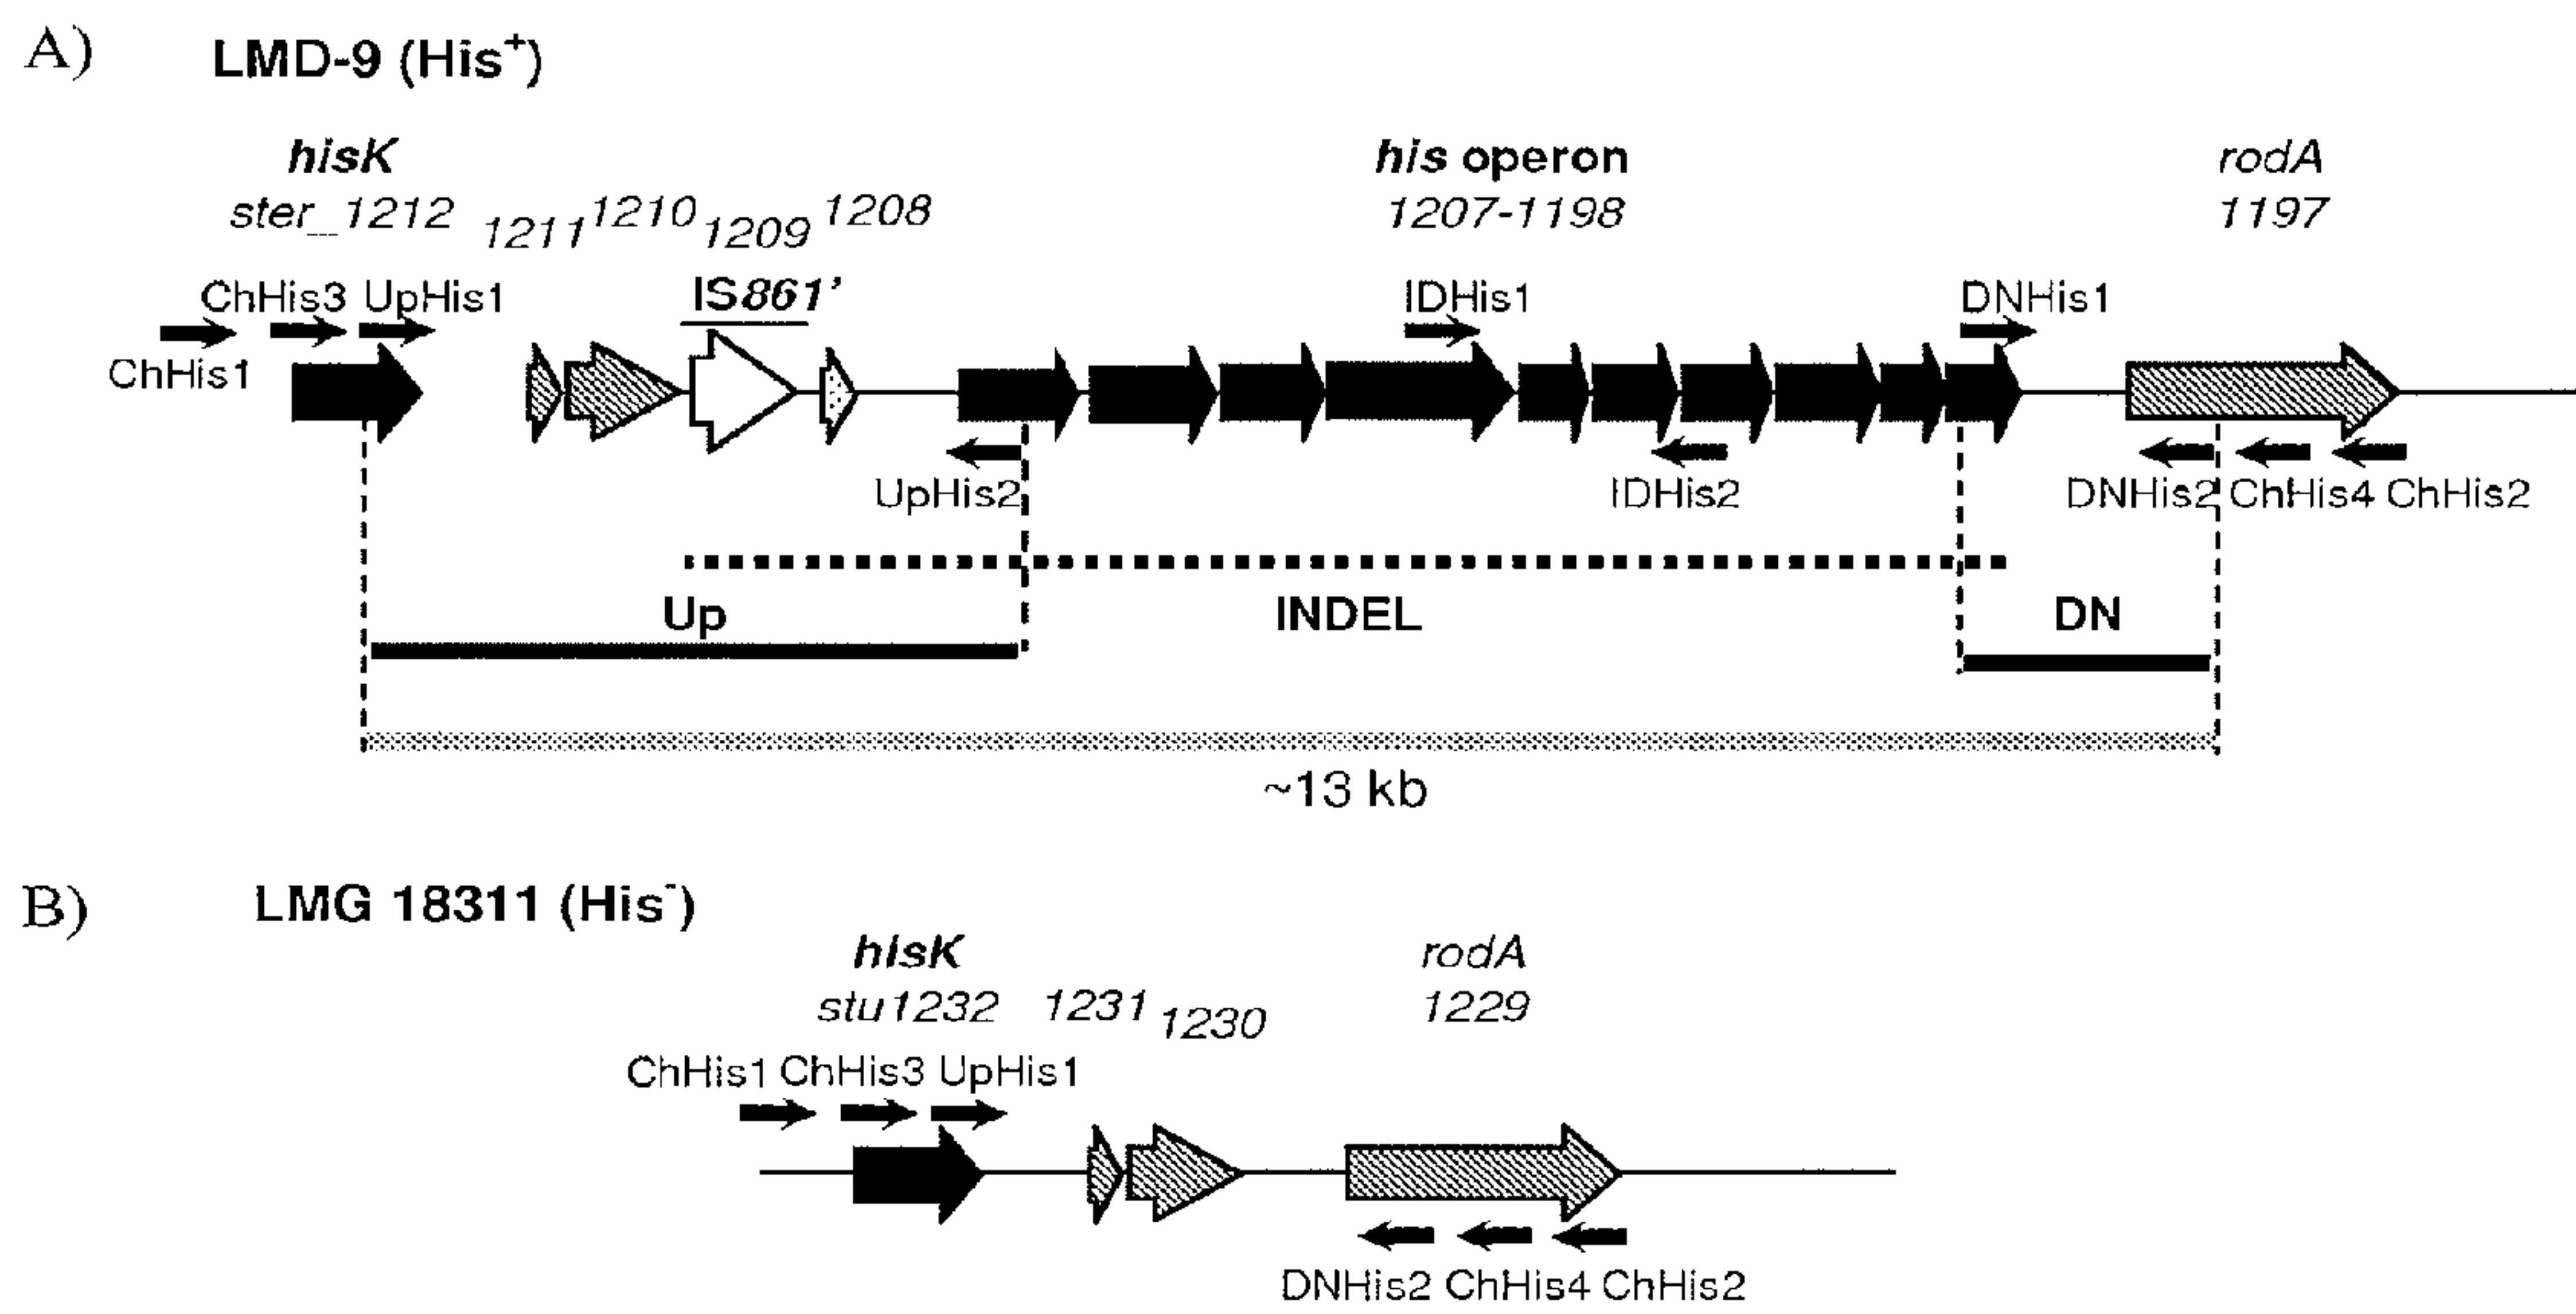 A) LMD-9 (His+)
hisK his operon rodA
ster_1212 1211 1210 1209 1208 1207-1198 1197
ChHis3 UpHis1 IS861’ IDHis1 DNHis1
ChHis1
UpHis2 IDHis2 DNHis2 ChHis4 ChHis2
Up INDEL DN
~13 kb
B) LMG 18311 (His-)
hisK rodA
stu1232 1231 1230 1229
ChHis1 ChHis3 UpHis1
DNHis2 ChHis4 ChHis2